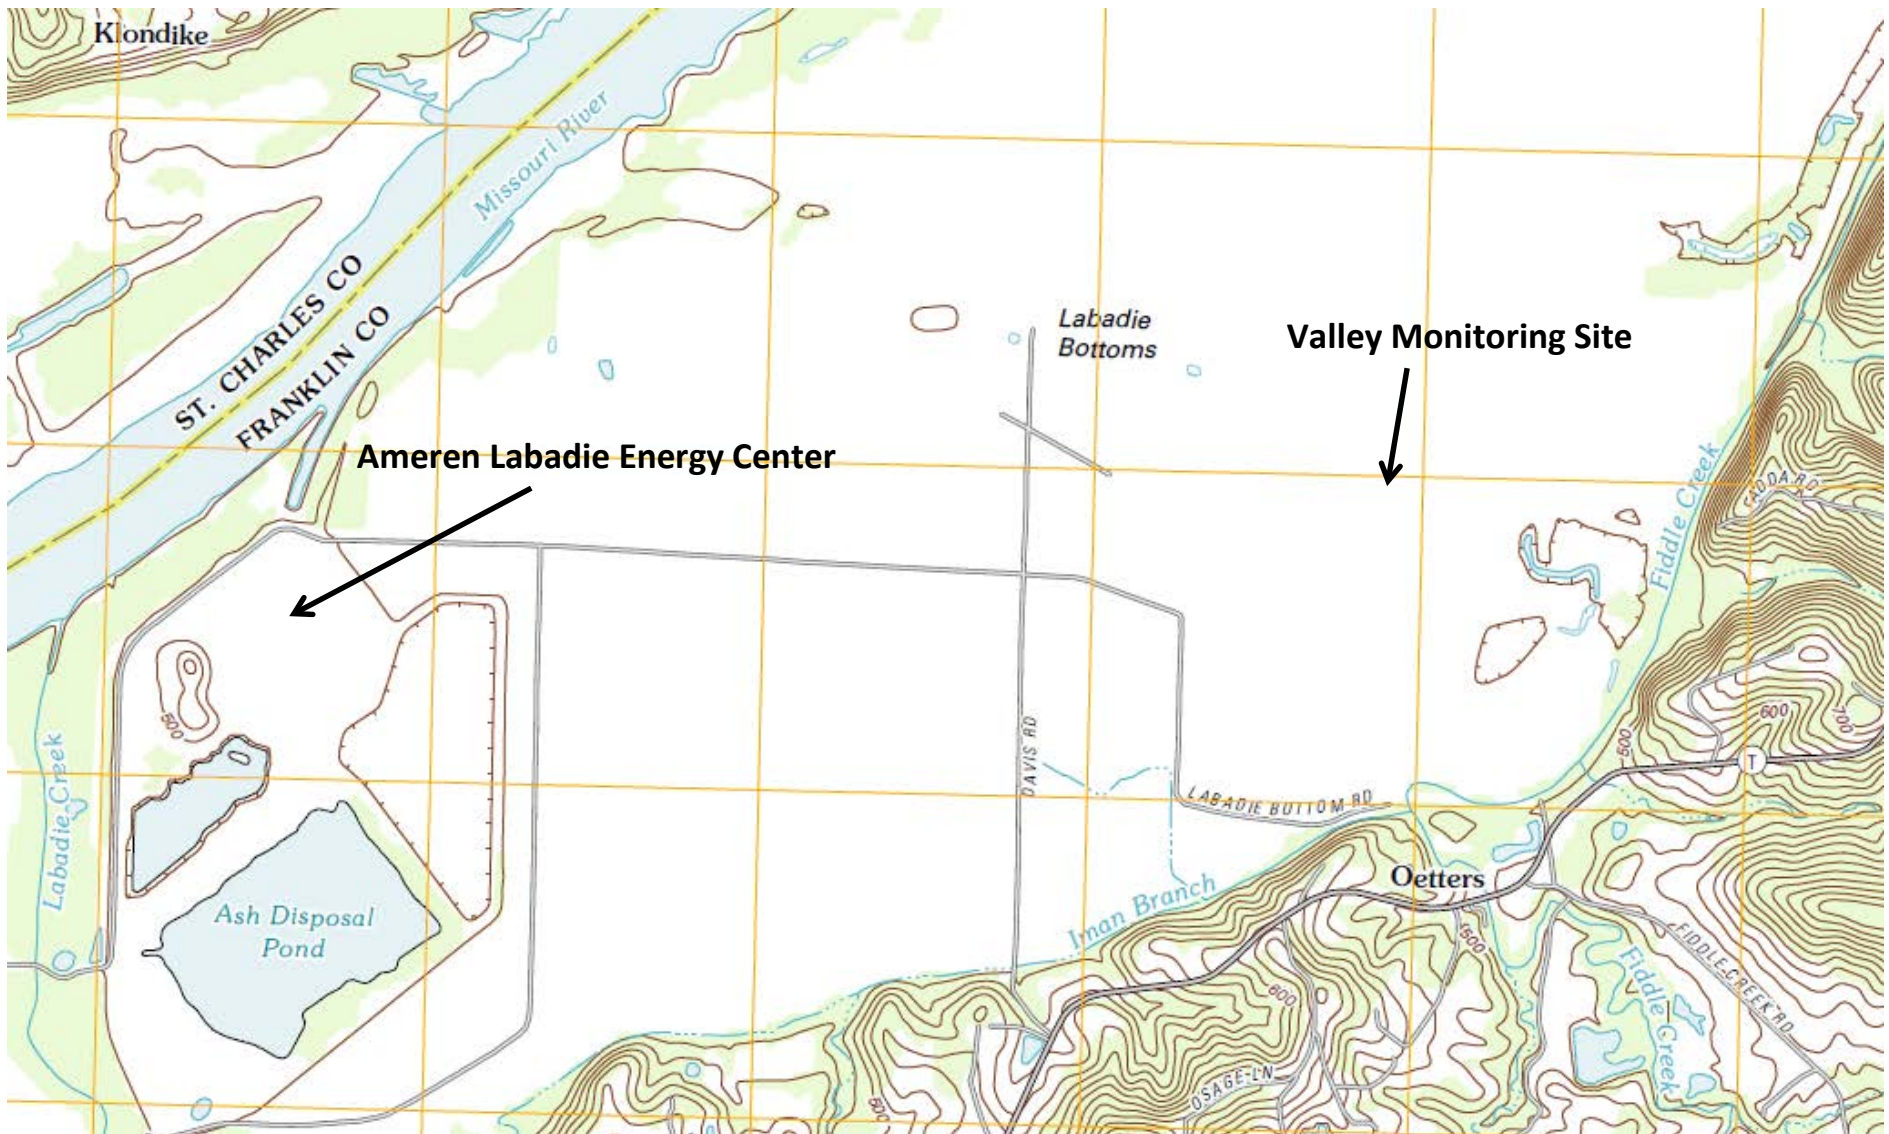 Klondike
Missouri River
ST. CHARLES CO
FRANKLIN CO
Labadie
Bottoms
Valley Monitoring Site
Ameren Labadie Energy Center
Fiddle Creek
500
Labadie Creek
DAVIS RD
LABADIE BOTTOM RD
500
600
700
T
Ash Disposal
Pond
Iman Branch
Oetters
500
600
FIDDLE CREEK RD
Fiddle Creek
OSAGE LN
600